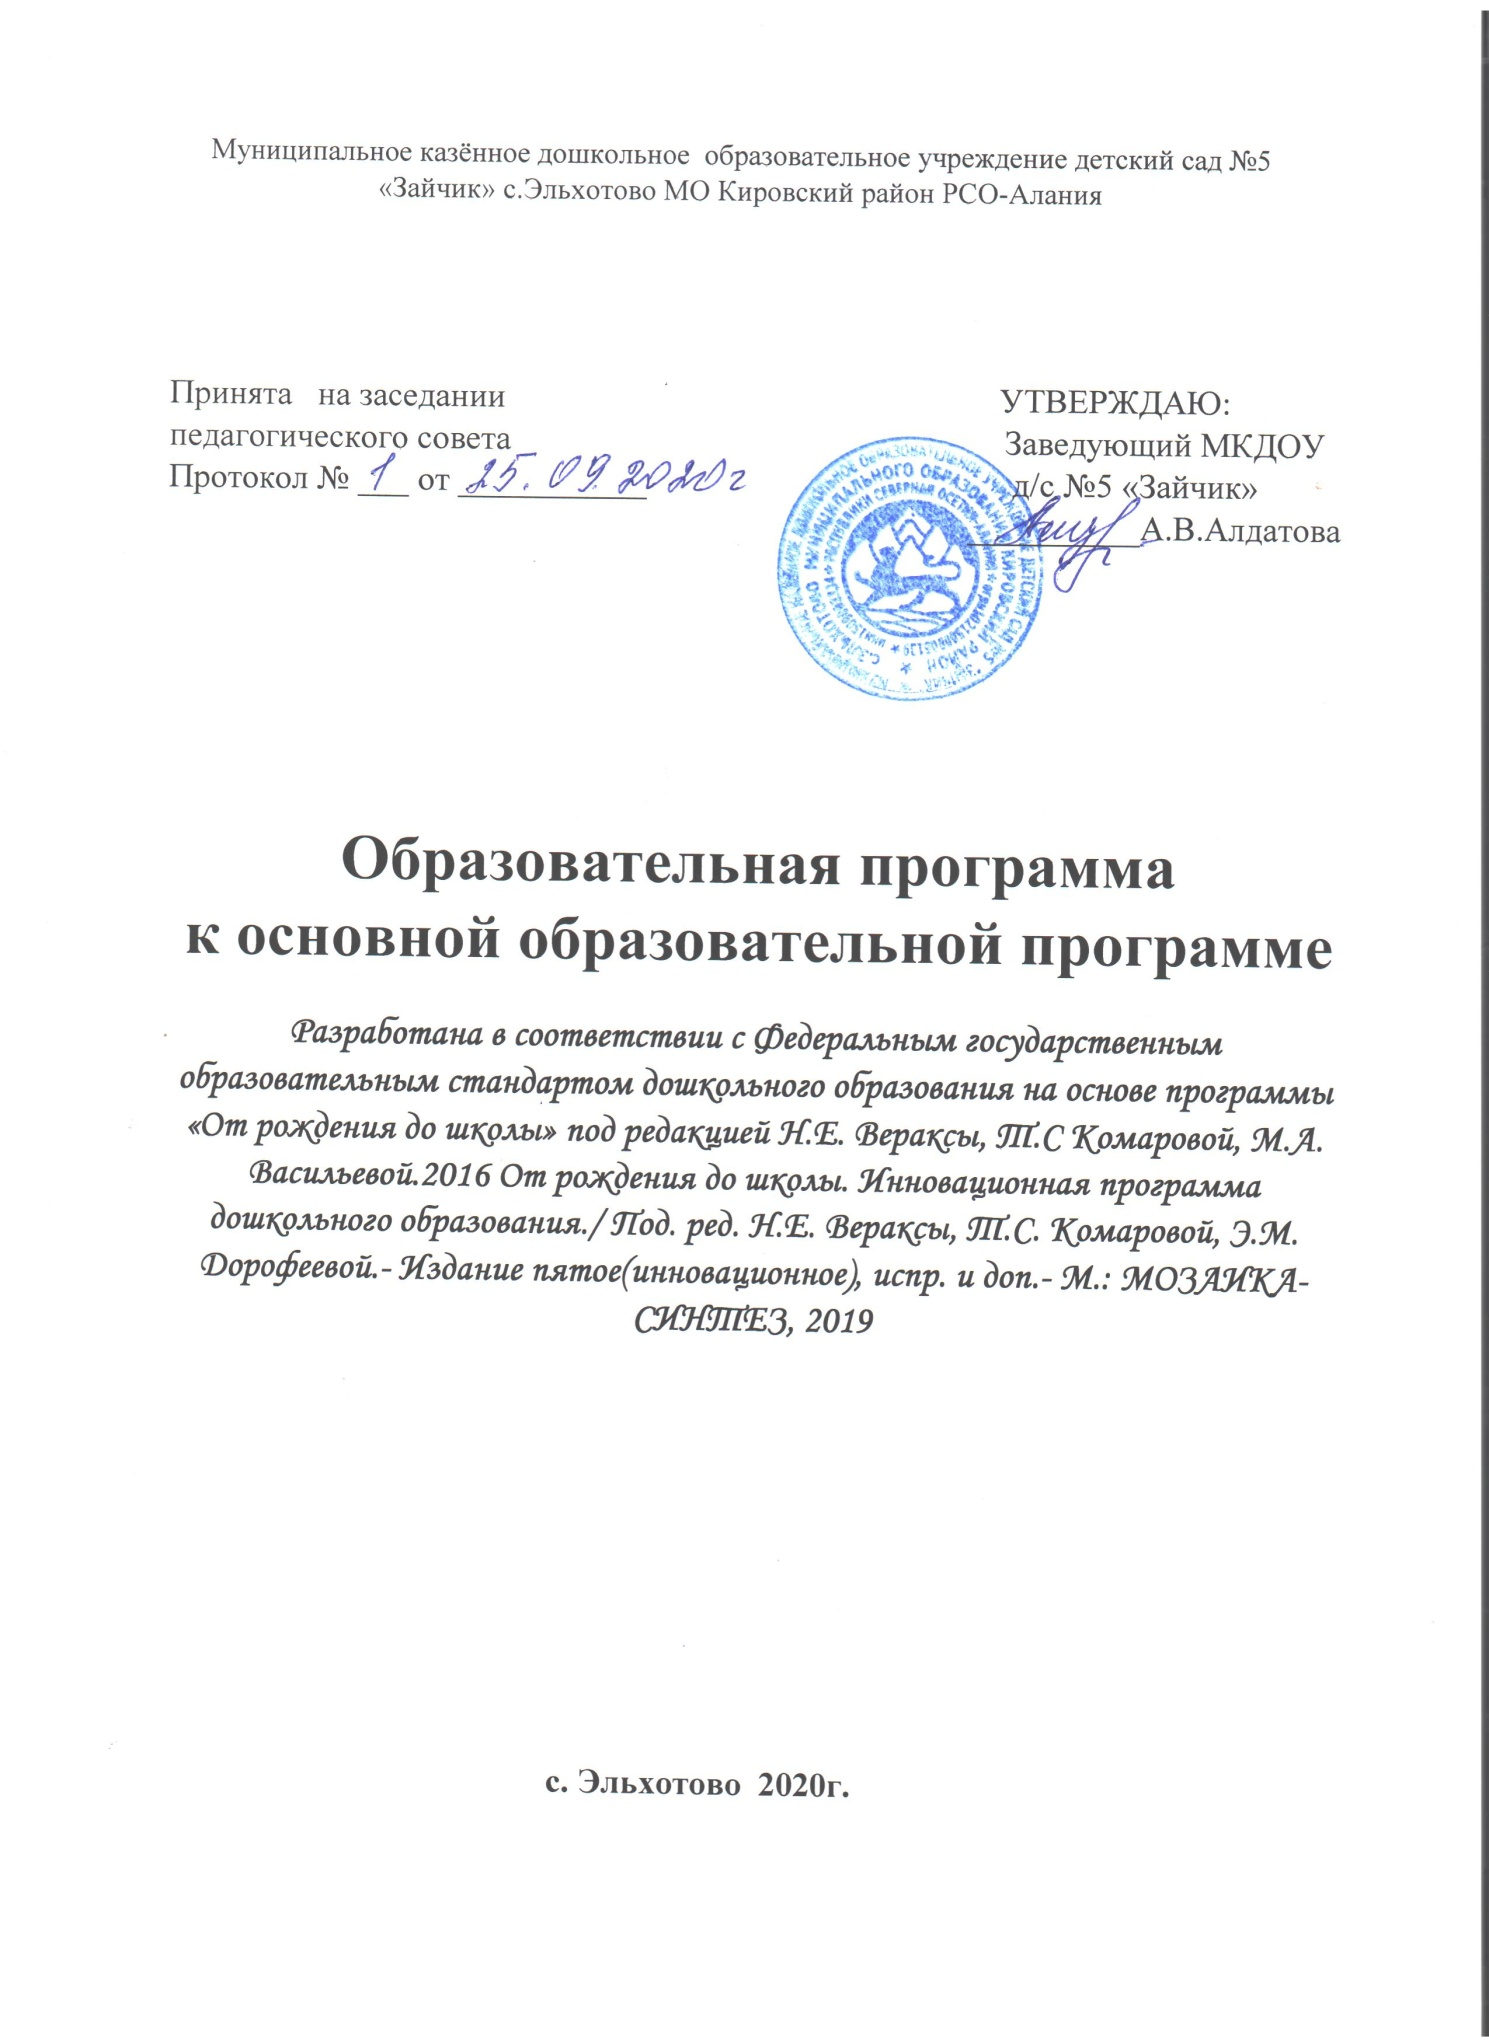 Муниципальное казённое дошкольное образовательное учреждение детский сад №5
«Зайчик» с.Эльхотово МО Кировский район РСО-Алания
Принята на заседании
педагогического совета
Протокол № 1 от 25.09.2020г
УТВЕРЖДАЮ:
Заведующий МКДОУ
д/с №5 «Зайчик»
А.В.Алдатова
Образовательная программа
к основной образовательной программе
Разработана в соответствии с Федеральным государственным
образовательным стандартом дошкольного образования на основе программы
«От рождения до школы» под редакцией Н.Е. Вераксы, Т.С Комаровой, М.А.
Васильевой.2016 От рождения до школы. Инновационная программа
дошкольного образования./ Под. ред. Н.Е. Вераксы, Т.С. Комаровой, Э.М.
Дорофеевой.- Издание пятое(инновационное), испр. и доп.- М.: МОЗАИКА-
СИНТЕЗ, 2019
с. Эльхотово 2020г.